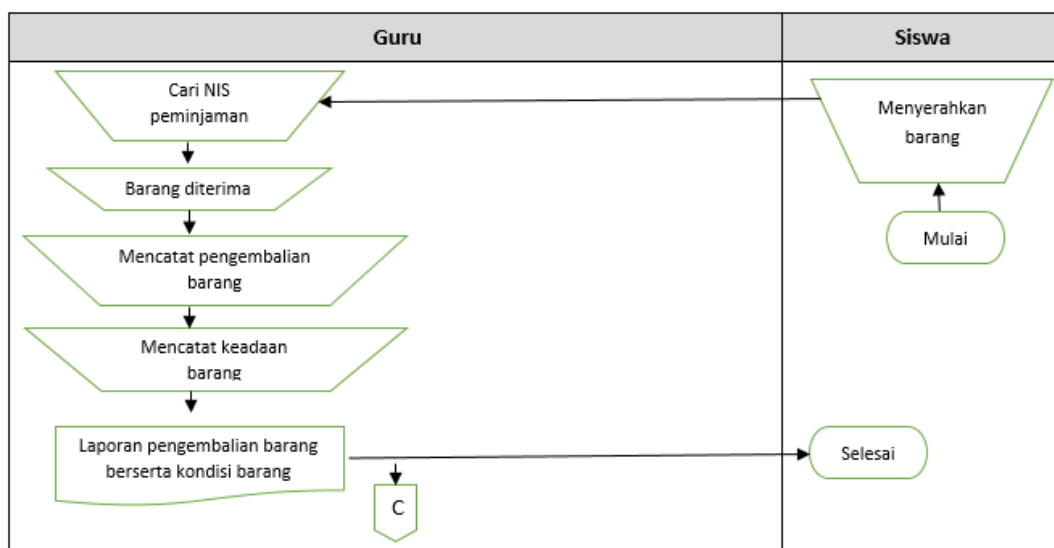 Guru
Siswa
Cari NIS
peminjaman
Menyerahkan
barang
Barang diterima
Mulai
Mencatat pengembalian
barang
Mencatat keadaan
barang
Laporan pengembalian barang
berserta kondisi barang
Selesai
C